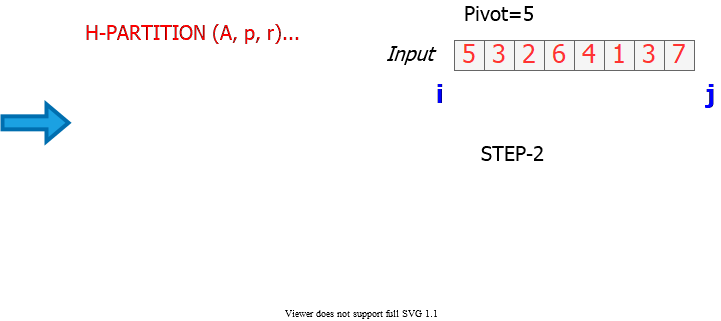 Pivot=5
H-PARTITION (A, p, r)...
Input 5 3 2 6 4 1 3 7
i j
STEP-2
Viewer does not support full SVG 1.1